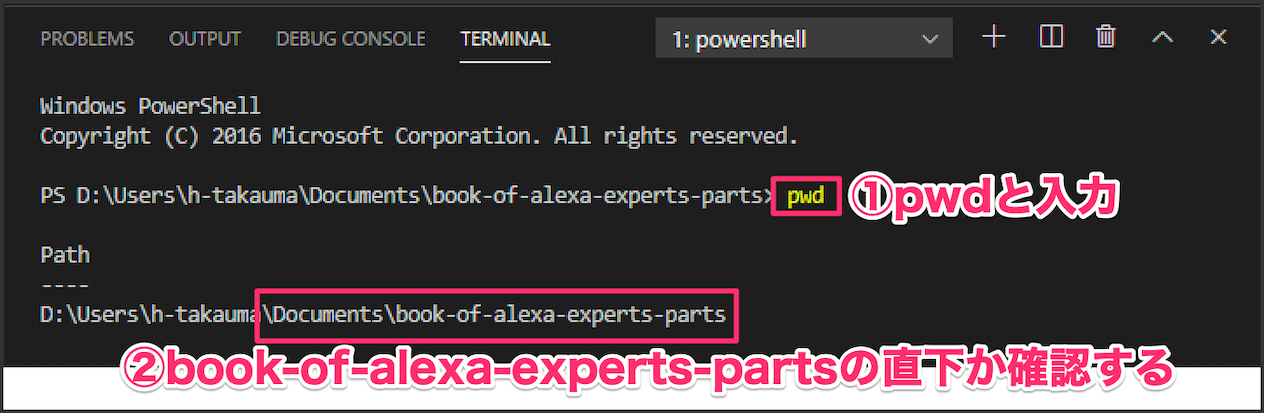 PROBLEMS OUTPUT DEBUG CONSOLE TERMINAL 1: powershell
Windows PowerShell
Copyright (C) 2016 Microsoft Corporation. All rights reserved.
PS D:\Users\h-takauma\Documents\book-of-alexa-experts-parts> pwd ①pwdと入力
Path
----
D:\Users\h-takauma\Documents\book-of-alexa-experts-parts
②book-of-alexa-experts-partsの直下か確認する